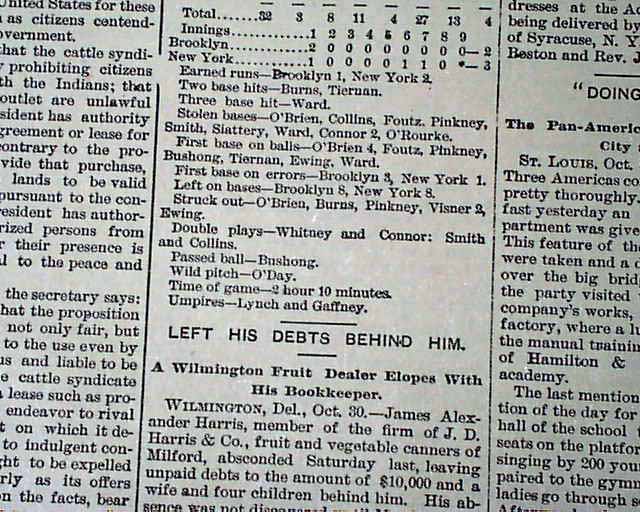 United States for these
as citizens contend-
overnment.
that the cattle syndi-
prohibiting citizens
th the Indians; that
outlet are unlawful
sident has authority
greement or lease for
contrary to the pro-
vide that purchase,
lands to be valid
pursuant to the con-
resident has author-
rized persons from
r their presence is
l to the peace and
the secretary says:
hat the proposition
not only fair, but
to the use even by
us and liable to be
e cattle syndicate
lease such as pro-
endeavor to rival
t on which it de-
to indulgent con-
ght to be expelled
rly as its offers
n the facts, bear
Total.......32 3 8 11 4 27 13 4
Innings..............1 2 3 4 5 6 7 8 9
Brooklyn.............2 0 0 0 0 0 0 0 0—2
New York.............1 0 0 0 0 1 1 0 *—3
Earned runs—Brooklyn 1, New York 2.
Two base hits—Burns, Tiernan.
Three base hit—Ward.
Stolen bases—O'Brien, Collins, Foutz, Pinkney,
Smith, Slattery, Ward, Connor 2, O'Rourke.
First base on balls—O'Brien 4, Foutz, Pinkney,
Bushong, Tiernan, Ewing, Ward.
First base on errors—Brooklyn 3, New York 1.
Left on bases—Brooklyn 8, New York 8.
Struck out—O'Brien, Burns, Pinkney, Visner 2,
Ewing.
Double plays—Whitney and Connor: Smith
and Collins.
Passed ball—Bushong.
Wild pitch—O'Day.
Time of game—2 hour 10 minutes.
Umpires—Lynch and Gaffney.
LEFT HIS DEBTS BEHIND HIM.
A Wilmington Fruit Dealer Elopes With
His Bookkeeper.
WILMINGTON, Del., Oct. 30.—James Alex-
ander Harris, member of the firm of J. D.
Harris & Co., fruit and vegetable canners of
Milford, absconded Saturday last, leaving
unpaid debts to the amount of $10,000 and a
wife and four children behind him. His ab-
sence was not discovered until
dresses at the Ac
being delivered by
of Syracuse, N. Y
Beston and Rev. J
"DOING
The Pan-Americ
City
ST. LOUIS, Oct.
Three Americas co
pretty thoroughly.
fast yesterday an
partment was give
This feature of the
were taken and a d
over the big bridg
the party visited
company's works,
factory, where a lu
the manual training
of Hamilton &
academy.
The last mention
tion of the day for
hall of the school
seats on the platfor
singing by 200 you
paired to the gymn
ladies go through s